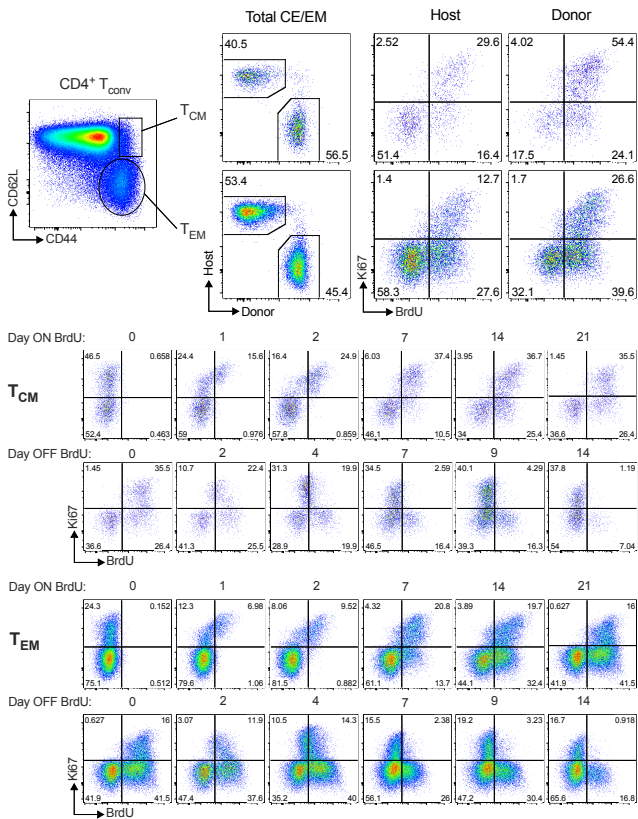 Total CE/EM Host Donor
40.5 2.52 29.6 4.02 54.4
CD4+ Tconv
TCM
56.5 51.4 16.4 17.5 24.1
53.4 1.4 12.7 1.7 26.6
CD62L
CD44
TEM
Host
Ki67
45.4 58.3 27.6 32.1 39.6
Donor BrdU
Day ON BrdU: 0 1 2 7 14 21
46.5 0.658 24.4 15.6 16.4 24.9 6.03 37.4 3.95 36.7 1.45 35.5
TCM
52.4 0.463 59 0.976 57.8 0.859 46.1 10.5 34 25.4 36.6 26.4
Day OFF BrdU: 0 2 4 7 9 14
1.45 35.5 10.7 22.4 31.3 19.9 34.5 2.59 40.1 4.29 37.8 1.19
Ki67
36.6 26.4 41.3 25.5 28.9 19.9 46.5 16.4 39.3 16.3 54 7.04
BrdU
Day ON BrdU: 0 1 2 7 14 21
24.3 0.152 12.3 6.98 8.06 9.52 4.32 20.8 3.89 19.7 0.627 16
TEM
75.1 0.512 79.6 1.06 81.5 0.882 61.1 13.7 44.1 32.4 41.9 41.5
Day OFF BrdU: 0 2 4 7 9 14
0.627 16 3.07 11.9 10.5 14.3 15.5 2.38 19.2 3.23 16.7 0.918
Ki67
41.9 41.5 47.4 37.6 35.2 40 56.1 26 47.2 30.4 65.6 16.8
BrdU